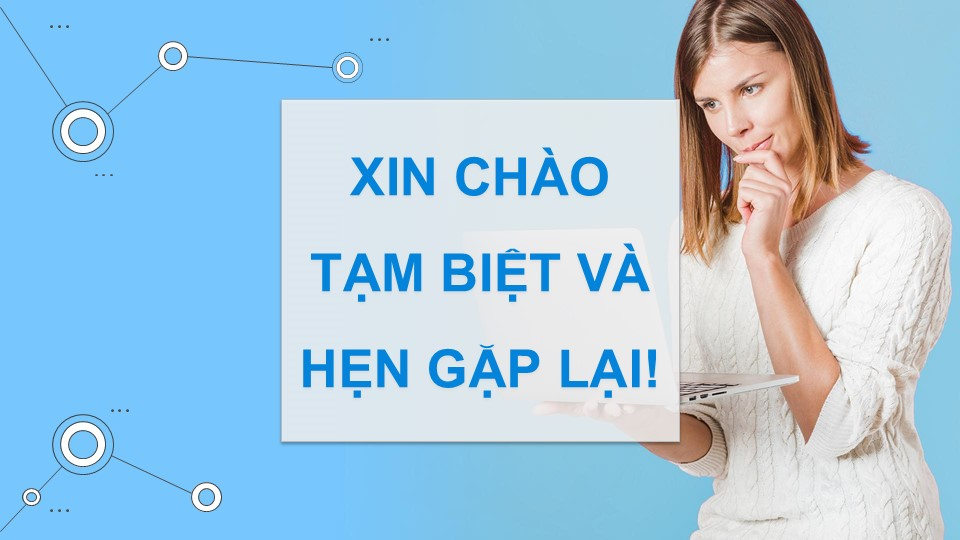 XIN CHÀO
TẠM BIỆT VÀ
HẸN GẶP LẠI!